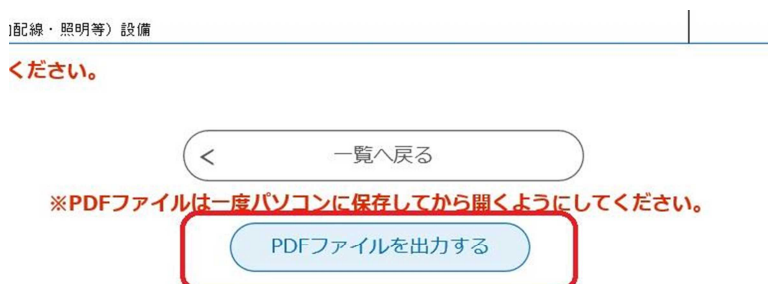 配線・照明等）設備
ください。
一覧へ戻る
※PDFファイルは一度パソコンに保存してから開くようにしてください。
PDFファイルを出力する